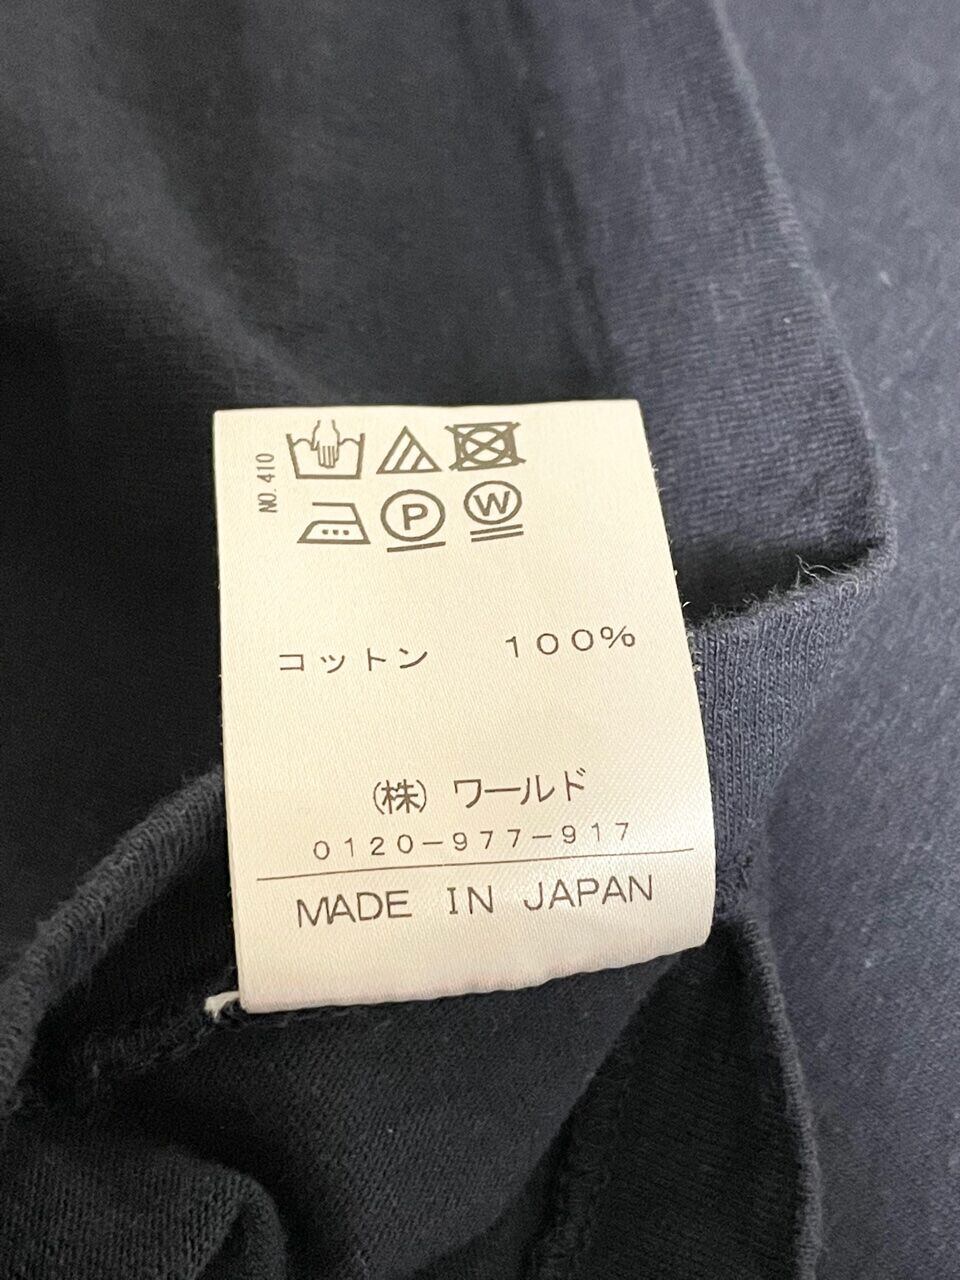 NO.410
P
W
コットン 100%
(株) ワールド
0120-977-917
MADE IN JAPAN